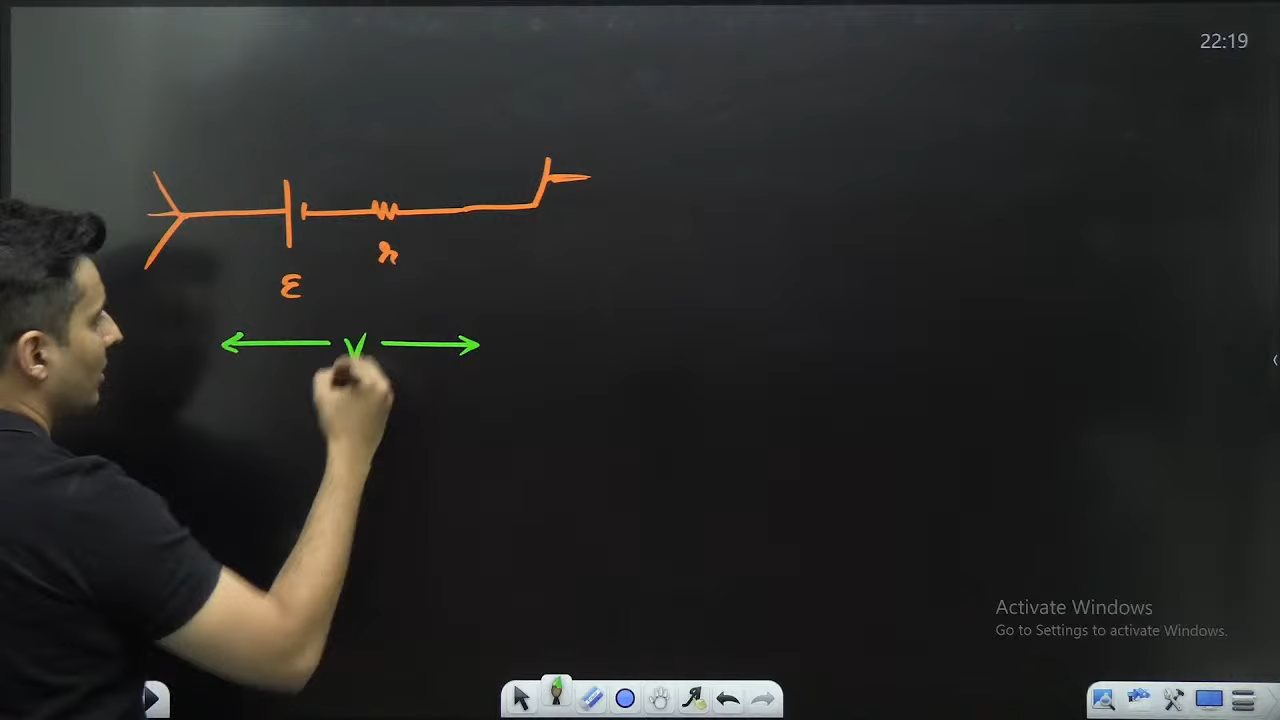 22:19
r
ε
V
Activate Windows
Go to Settings to activate Windows.